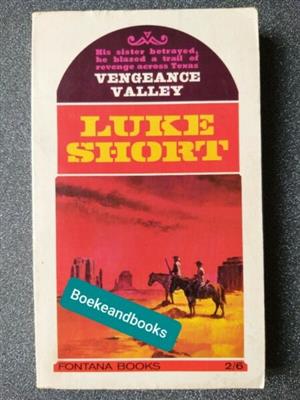 His sister betrayed,
he blazed a trail of
revenge across Texas
VENGEANCE
VALLEY
LUKE
SHORT
Boekeandbooks
FONTANA BOOKS 2/6